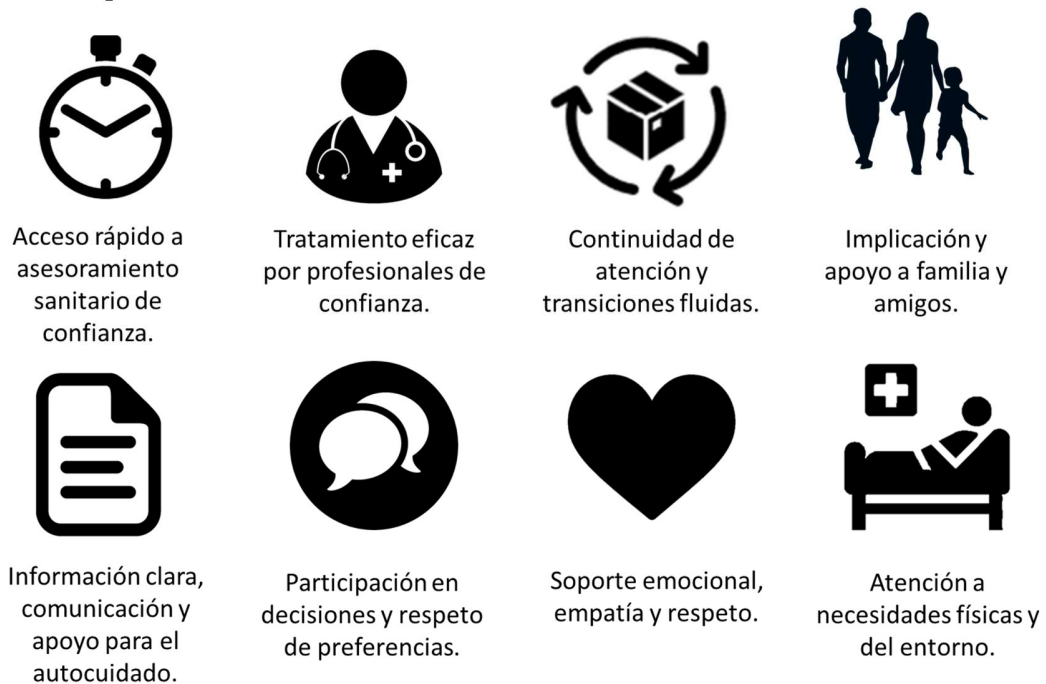 Acceso rápido a
asesoramiento
sanitario de
confianza.
Tratamiento eficaz
por profesionales de
confianza.
Continuidad de
atención y
transiciones fluidas.
Implicación y
apoyo a familia y
amigos.
Información clara,
comunicación y
apoyo para el
autocuidado.
Participación en
decisiones y respeto
de preferencias.
Soporte emocional,
empatía y respeto.
Atención a
necesidades físicas y
del entorno.